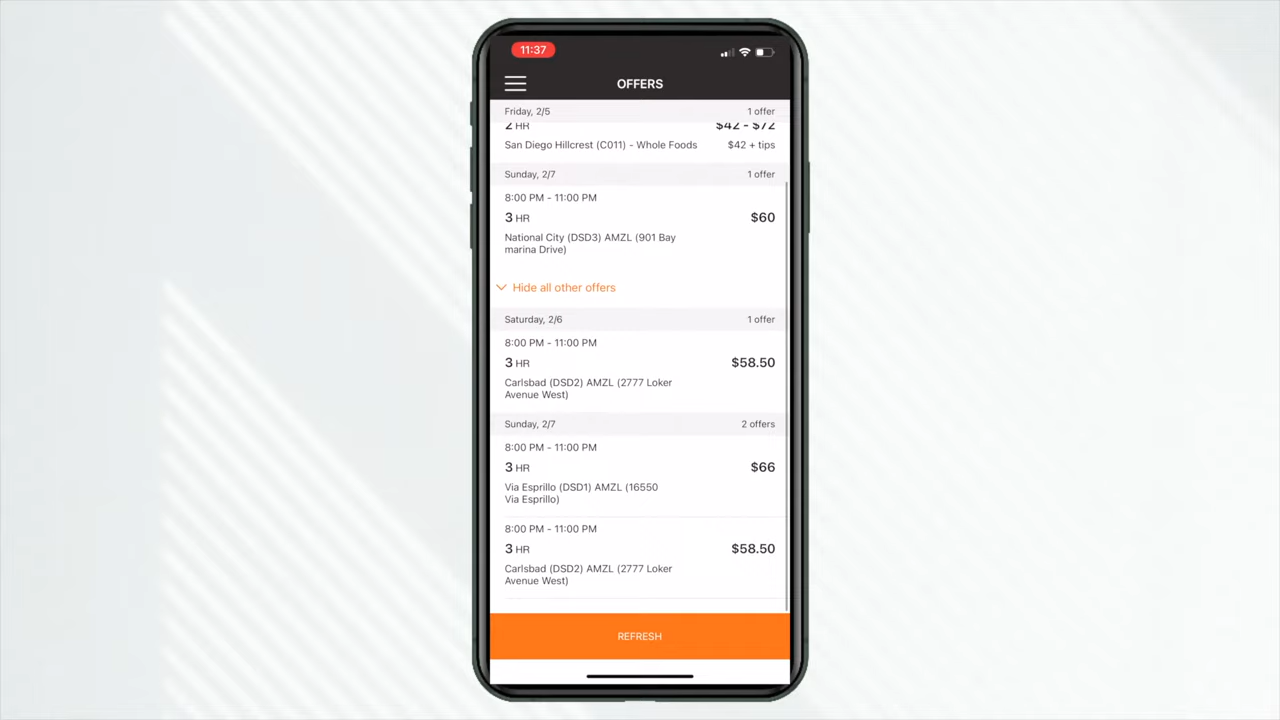 11:37
OFFERS
Friday, 2/5 1 offer
2 HR $42 - $72
San Diego Hillcrest (C011) - Whole Foods $42 + tips
Sunday, 2/7 1 offer
8:00 PM - 11:00 PM
3 HR $60
National City (DSD3) AMZL (901 Bay
marina Drive)
Hide all other offers
Saturday, 2/6 1 offer
8:00 PM - 11:00 PM
3 HR $58.50
Carlsbad (DSD2) AMZL (2777 Loker
Avenue West)
Sunday, 2/7 2 offers
8:00 PM - 11:00 PM
3 HR $66
Via Esprillo (DSD1) AMZL (16550
Via Esprillo)
8:00 PM - 11:00 PM
3 HR $58.50
Carlsbad (DSD2) AMZL (2777 Loker
Avenue West)
REFRESH